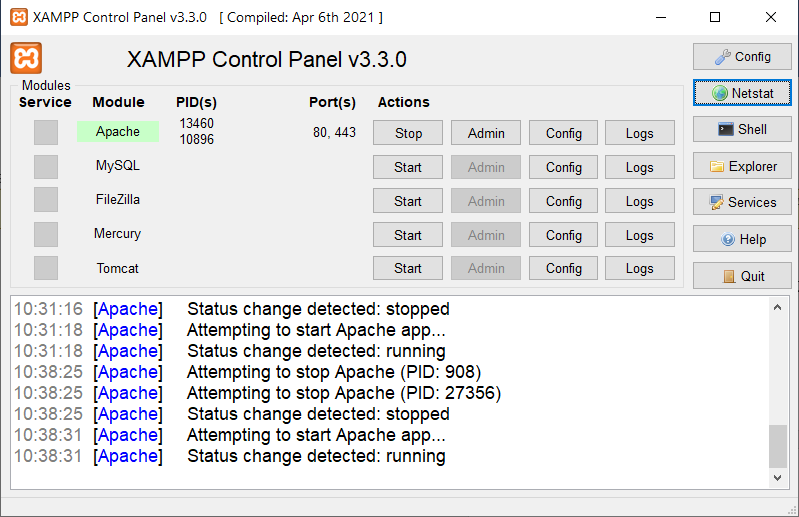 XAMPP Control Panel v3.3.0 [ Compiled: Apr 6th 2021 ]
XAMPP Control Panel v3.3.0
Config
Modules
Service Module PID(s) Port(s) Actions
Netstat
Apache 13460 10896 80, 443 Stop Admin Config Logs
Shell
MySQL Start Admin Config Logs
Explorer
FileZilla Start Admin Config Logs
Services
Mercury Start Admin Config Logs
Help
Tomcat Start Admin Config Logs
Quit
10:31:16 [Apache] Status change detected: stopped
10:31:18 [Apache] Attempting to start Apache app...
10:31:18 [Apache] Status change detected: running
10:38:25 [Apache] Attempting to stop Apache (PID: 908)
10:38:25 [Apache] Attempting to stop Apache (PID: 27356)
10:38:25 [Apache] Status change detected: stopped
10:38:31 [Apache] Attempting to start Apache app...
10:38:31 [Apache] Status change detected: running